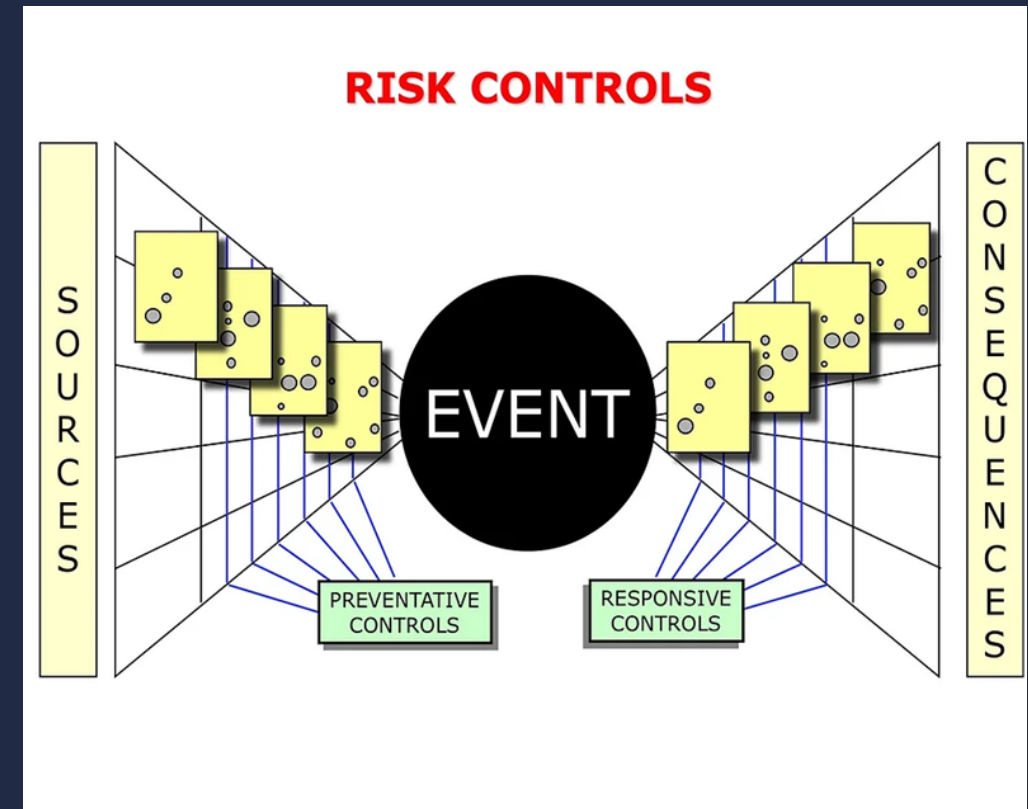 RISK CONTROLS
SOURCES
EVENT
PREVENTATIVE
CONTROLS
RESPONSIVE
CONTROLS
CONSEQUENCES